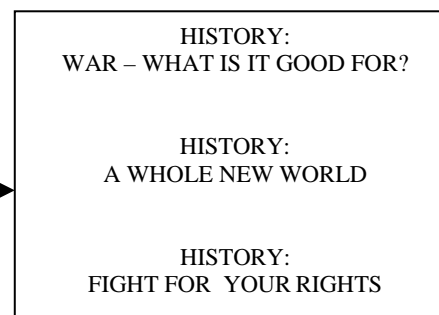 HISTORY:
WAR – WHAT IS IT GOOD FOR?
HISTORY:
A WHOLE NEW WORLD
HISTORY:
FIGHT FOR YOUR RIGHTS